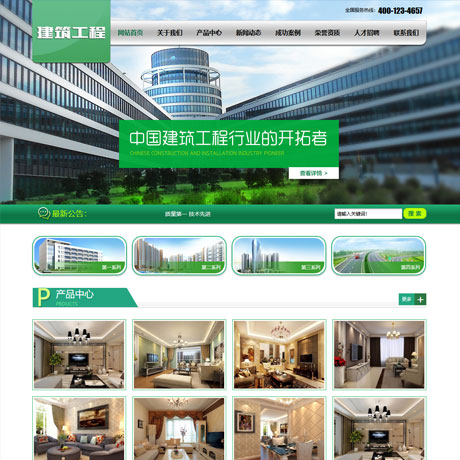 全国服务热线：400-123-4657
建筑工程
网站首页 关于我们 产品中心 新闻动态 成功案例 荣誉资质 人才招聘 联系我们
中国建筑工程行业的开拓者
CHINESE CONSTRUCTION AND INSTALLATION INDUSTRY PIONEER
查看详情 >
最新公告： 质量第一 技术先进 请输入关键词! 搜 索
第一系列 第二系列 第三系列 第四系列
P 产品中心 更多 +
PRODUCTS